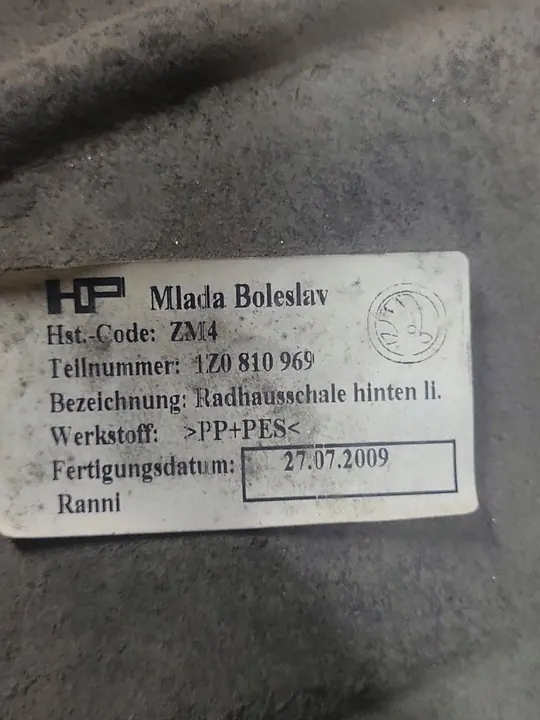 HP Mlada Boleslav
Hst.-Code: ZM4
Teilnummer: 1Z0 810 969
Bezeichnung: Radhausschale hinten li.
Werkstoff: >PP+PES<
Fertigungsdatum: 27.07.2009
Ranni